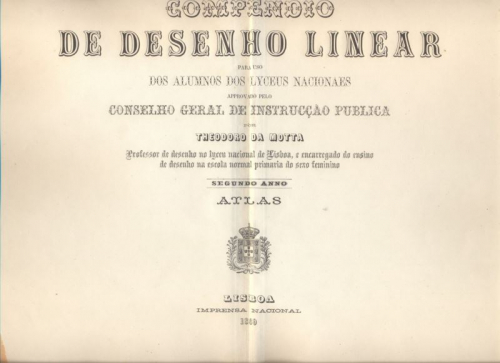 COMPENDIO
DE DESENHO LINEAR
PARA USO
DOS ALUMNOS DOS LYCEUS NACIONAES
APPROVADO PELO
CONSELHO GERAL DE INSTRUCÇÃO PUBLICA
POR
THEODORO DA MOTTA
Professor de desenho no lyceu nacional de Lisboa, e encarregado do ensino
de desenho na escola normal primaria do sexo feminino
SEGUNDO ANNO
ATLAS
LISBOA
IMPRENSA NACIONAL